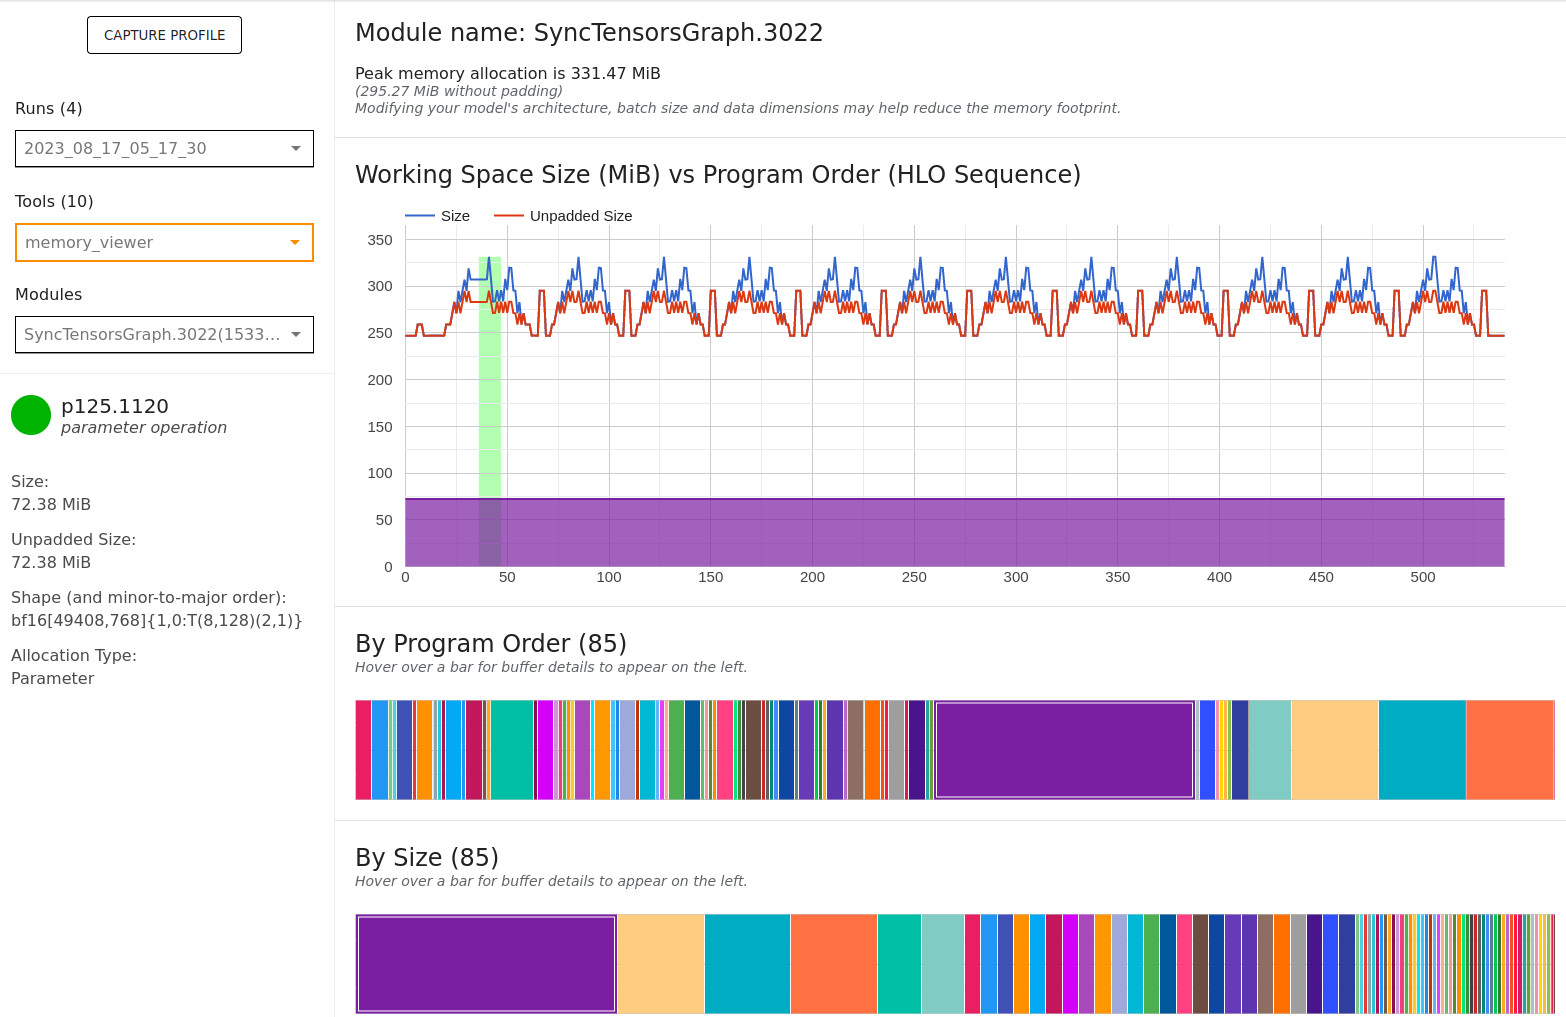 CAPTURE PROFILE
Runs (4)
2023_08_17_05_17_30
Tools (10)
memory_viewer
Modules
SyncTensorsGraph.3022(1533...
p125.1120
parameter operation
Size:
72.38 MiB
Unpadded Size:
72.38 MiB
Shape (and minor-to-major order):
bf16[49408,768]{1,0:T(8,128)(2,1)}
Allocation Type:
Parameter
Module name: SyncTensorsGraph.3022
Peak memory allocation is 331.47 MiB
(295.27 MiB without padding)
Modifying your model's architecture, batch size and data dimensions may help reduce the memory footprint.
Working Space Size (MiB) vs Program Order (HLO Sequence)
Size Unpadded Size
350
300
250
200
150
100
50
0
0 50 100 150 200 250 300 350 400 450 500
By Program Order (85)
Hover over a bar for buffer details to appear on the left.
By Size (85)
Hover over a bar for buffer details to appear on the left.